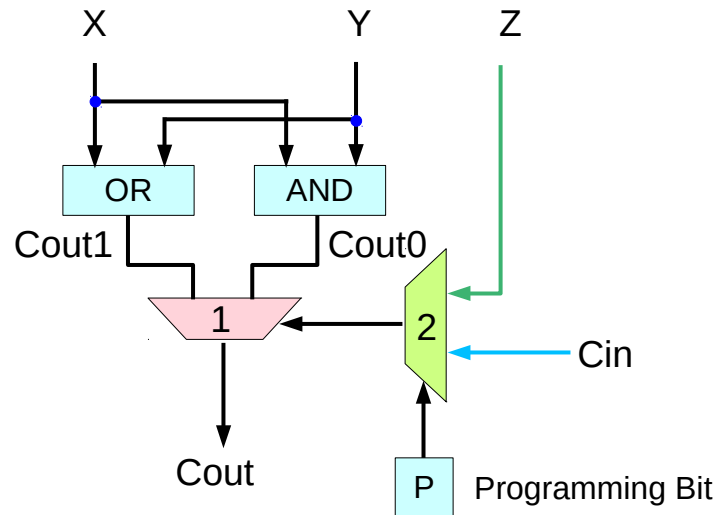 X Y Z
OR AND
Cout1 Cout0
1 2
Cin
Cout
P Programming Bit